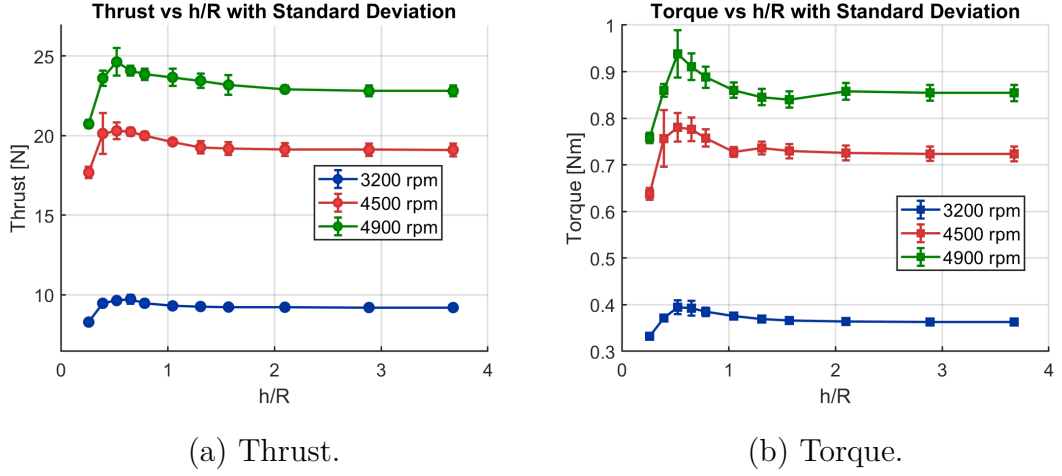 Thrust vs h/R with Standard Deviation
25
20
15
10
Thrust [N]
0
1
2
3
4
h/R
3200 rpm
4500 rpm
4900 rpm
(a) Thrust.
Torque vs h/R with Standard Deviation
1
0.9
0.8
0.7
0.6
0.5
0.4
0.3
Torque [Nm]
0
1
2
3
4
h/R
3200 rpm
4500 rpm
4900 rpm
(b) Torque.